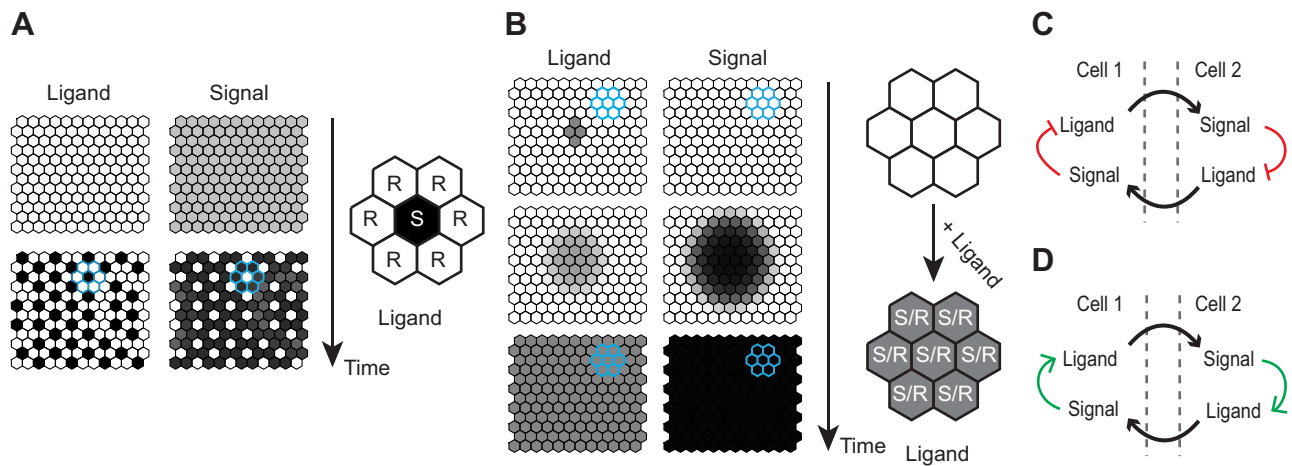 A
Ligand
Signal
R R
R S R
R R
Ligand
Time
B
Ligand
Signal
+ Ligand
S/R S/R
S/R S/R S/R
S/R S/R
Ligand
Time
C
Cell 1
Cell 2
Ligand
Signal
Signal
Ligand
D
Cell 1
Cell 2
Ligand
Signal
Signal
Ligand